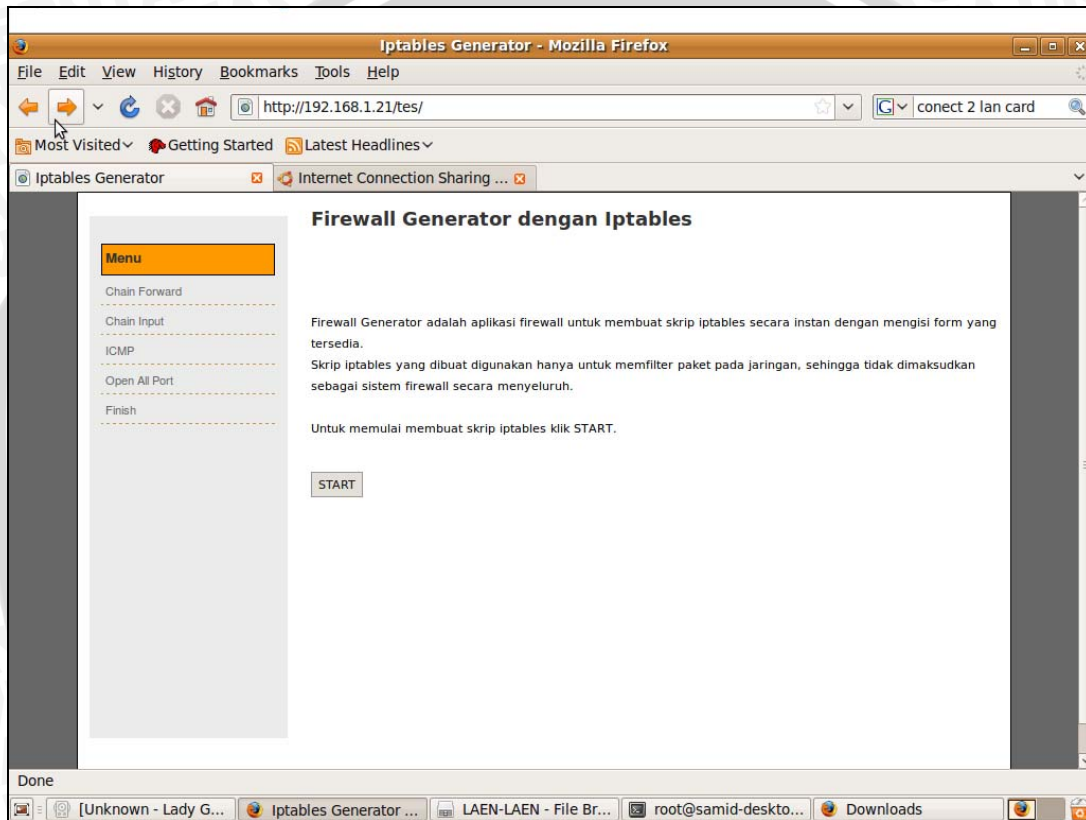 Iptables Generator - Mozilla Firefox
File Edit View History Bookmarks Tools Help
http://192.168.1.21/tes/
G conect 2 lan card
Most Visited Getting Started Latest Headlines
Iptables Generator Internet Connection Sharing ...
Firewall Generator dengan Iptables
Menu
Chain Forward
Chain Input
ICMP
Open All Port
Finish
Firewall Generator adalah aplikasi firewall untuk membuat skrip iptables secara instan dengan mengisi form yang
tersedia.
Skrip iptables yang dibuat digunakan hanya untuk memfilter paket pada jaringan, sehingga tidak dimaksudkan
sebagai sistem firewall secara menyeluruh.
Untuk memulai membuat skrip iptables klik START.
START
Done
[Unknown - Lady G... Iptables Generator ... LAEN-LAEN - File Br... root@samid-deskto... Downloads